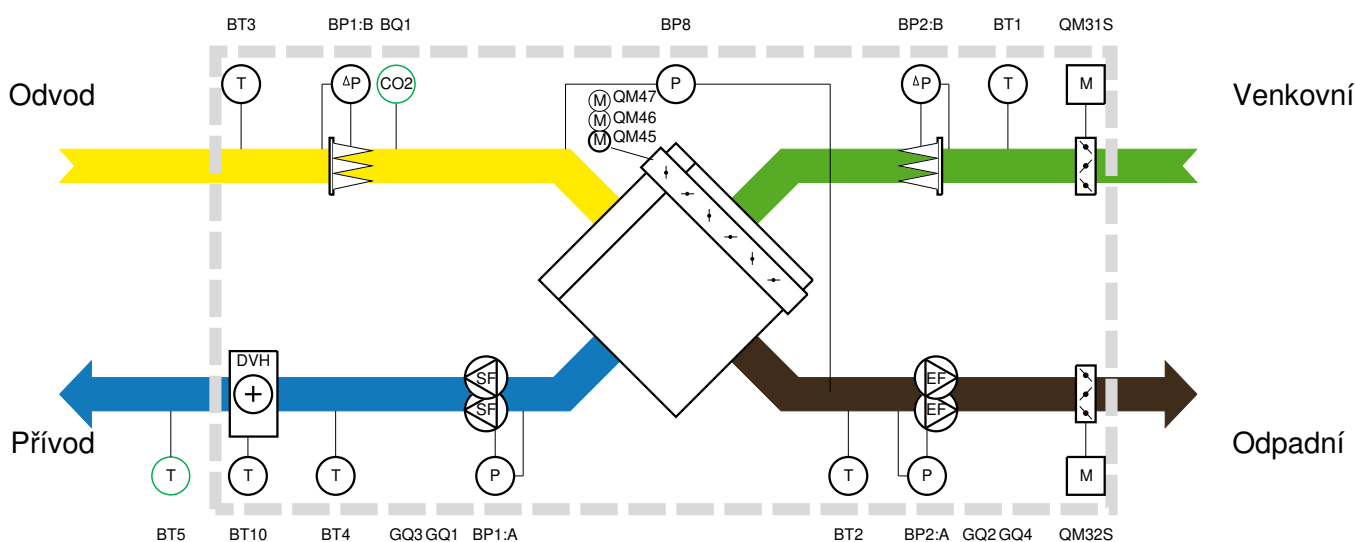 BT3 BP1:B BQ1 BP8 BP2:B BT1 QM31S
T ΔP CO2 P ΔP T M
Odvod Venkovní
M QM47
M QM46
M QM45
DVH
+
SF EF
SF EF
Přívod Odpadní
T T T P T P M
BT5 BT10 BT4 GQ3 GQ1 BP1:A BT2 BP2:A GQ2 GQ4 QM32S